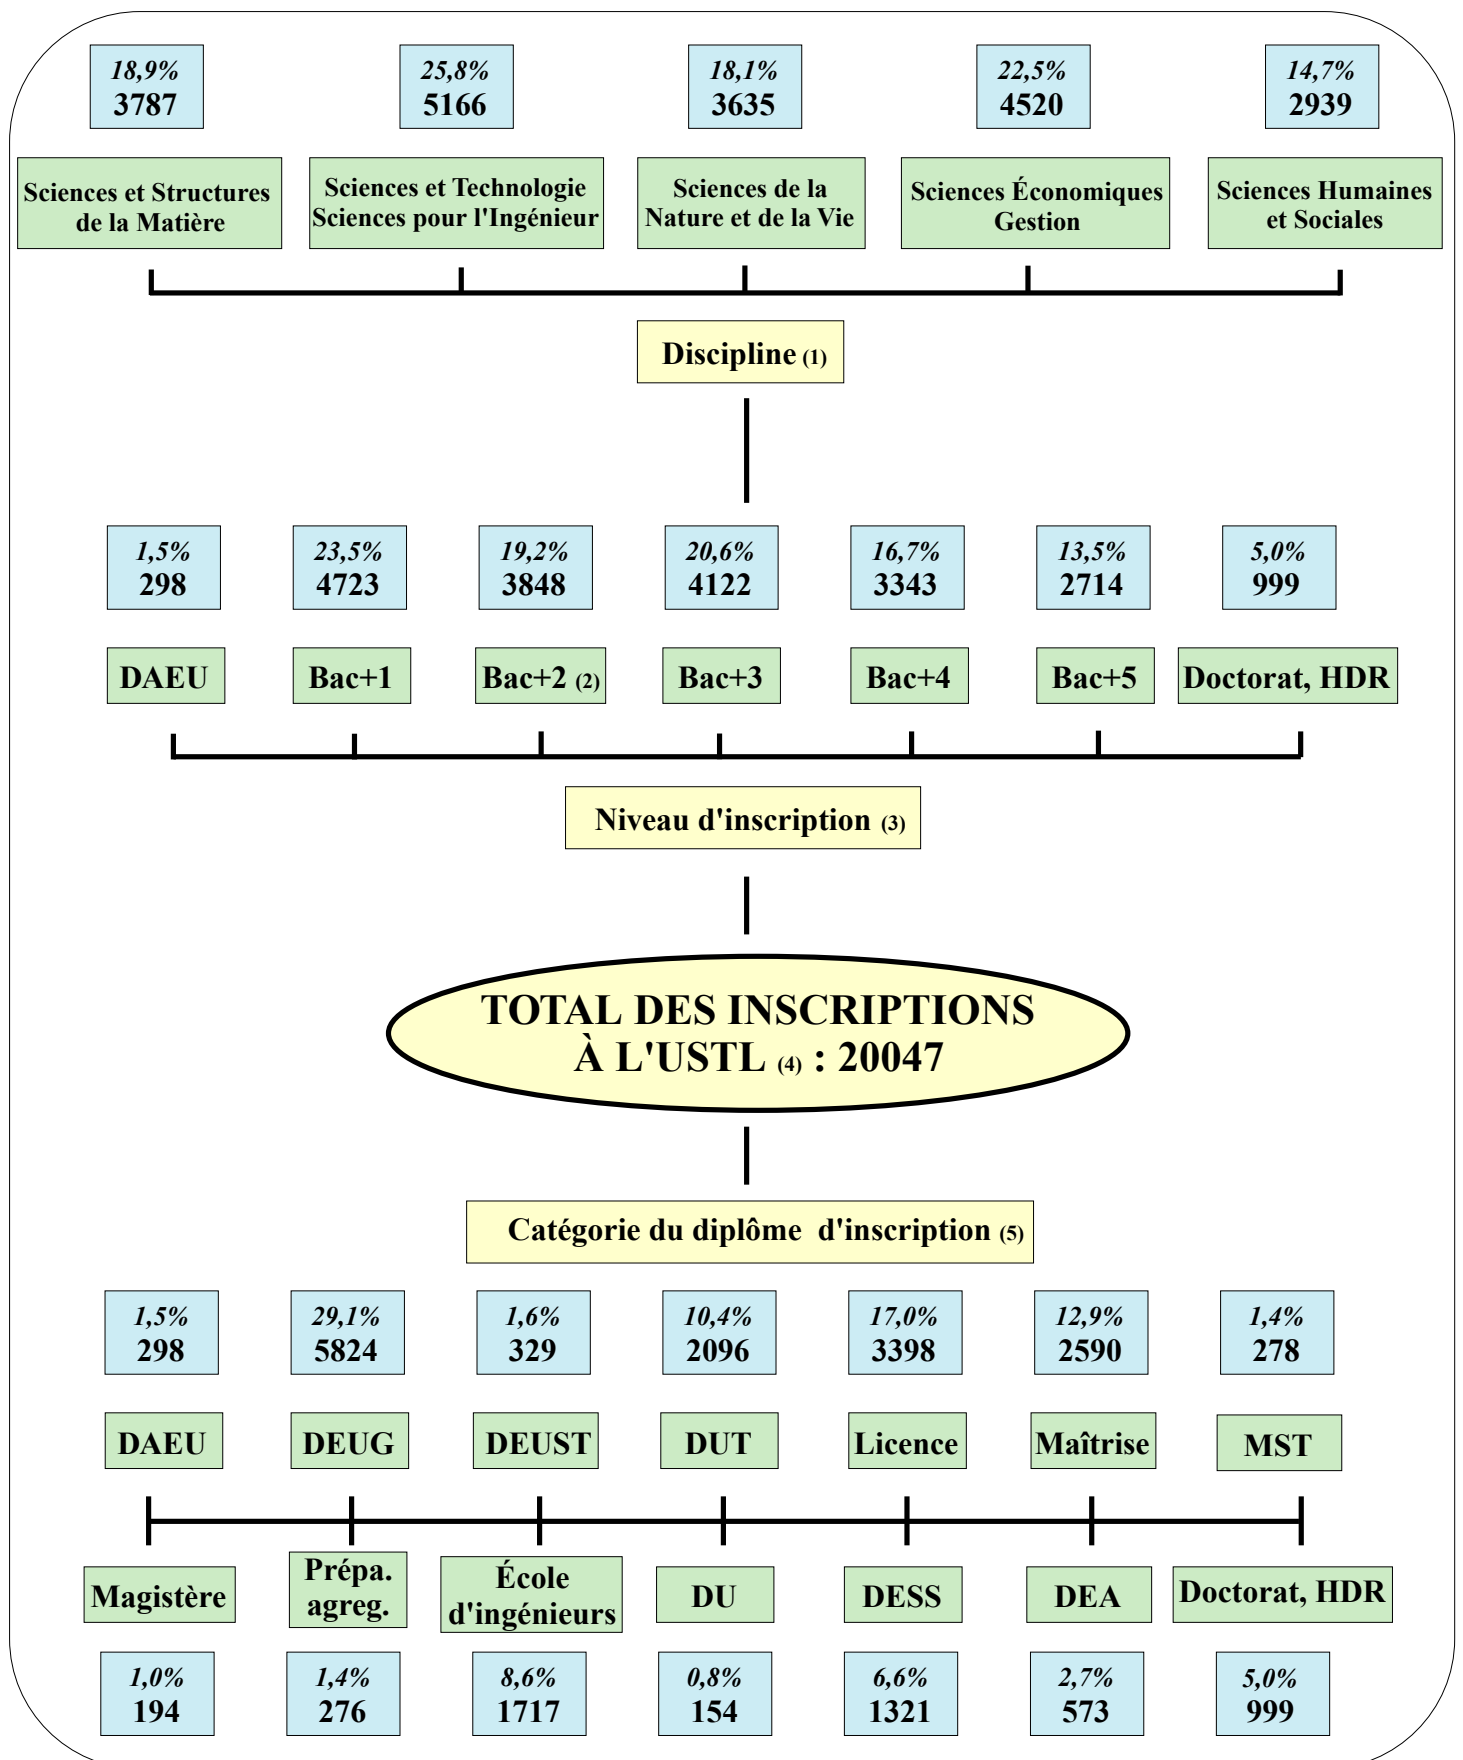 18,9%
3787
25,8%
5166
18,1%
3635
22,5%
4520
14,7%
2939
Sciences et Structures
de la Matière
Sciences et Technologie
Sciences pour l'Ingénieur
Sciences de la
Nature et de la Vie
Sciences Économiques
Gestion
Sciences Humaines
et Sociales
Discipline (1)
1,5%
298
23,5%
4723
19,2%
3848
20,6%
4122
16,7%
3343
13,5%
2714
5,0%
999
DAEU
Bac+1
Bac+2 (2)
Bac+3
Bac+4
Bac+5
Doctorat, HDR
Niveau d'inscription (3)
TOTAL DES INSCRIPTIONS
À L'USTL (4) : 20047
Catégorie du diplôme d'inscription (5)
1,5%
298
29,1%
5824
1,6%
329
10,4%
2096
17,0%
3398
12,9%
2590
1,4%
278
DAEU
DEUG
DEUST
DUT
Licence
Maîtrise
MST
Magistère
Prépa.
agreg.
École
d'ingénieurs
DU
DESS
DEA
Doctorat, HDR
1,0%
194
1,4%
276
8,6%
1717
0,8%
154
6,6%
1321
2,7%
573
5,0%
999